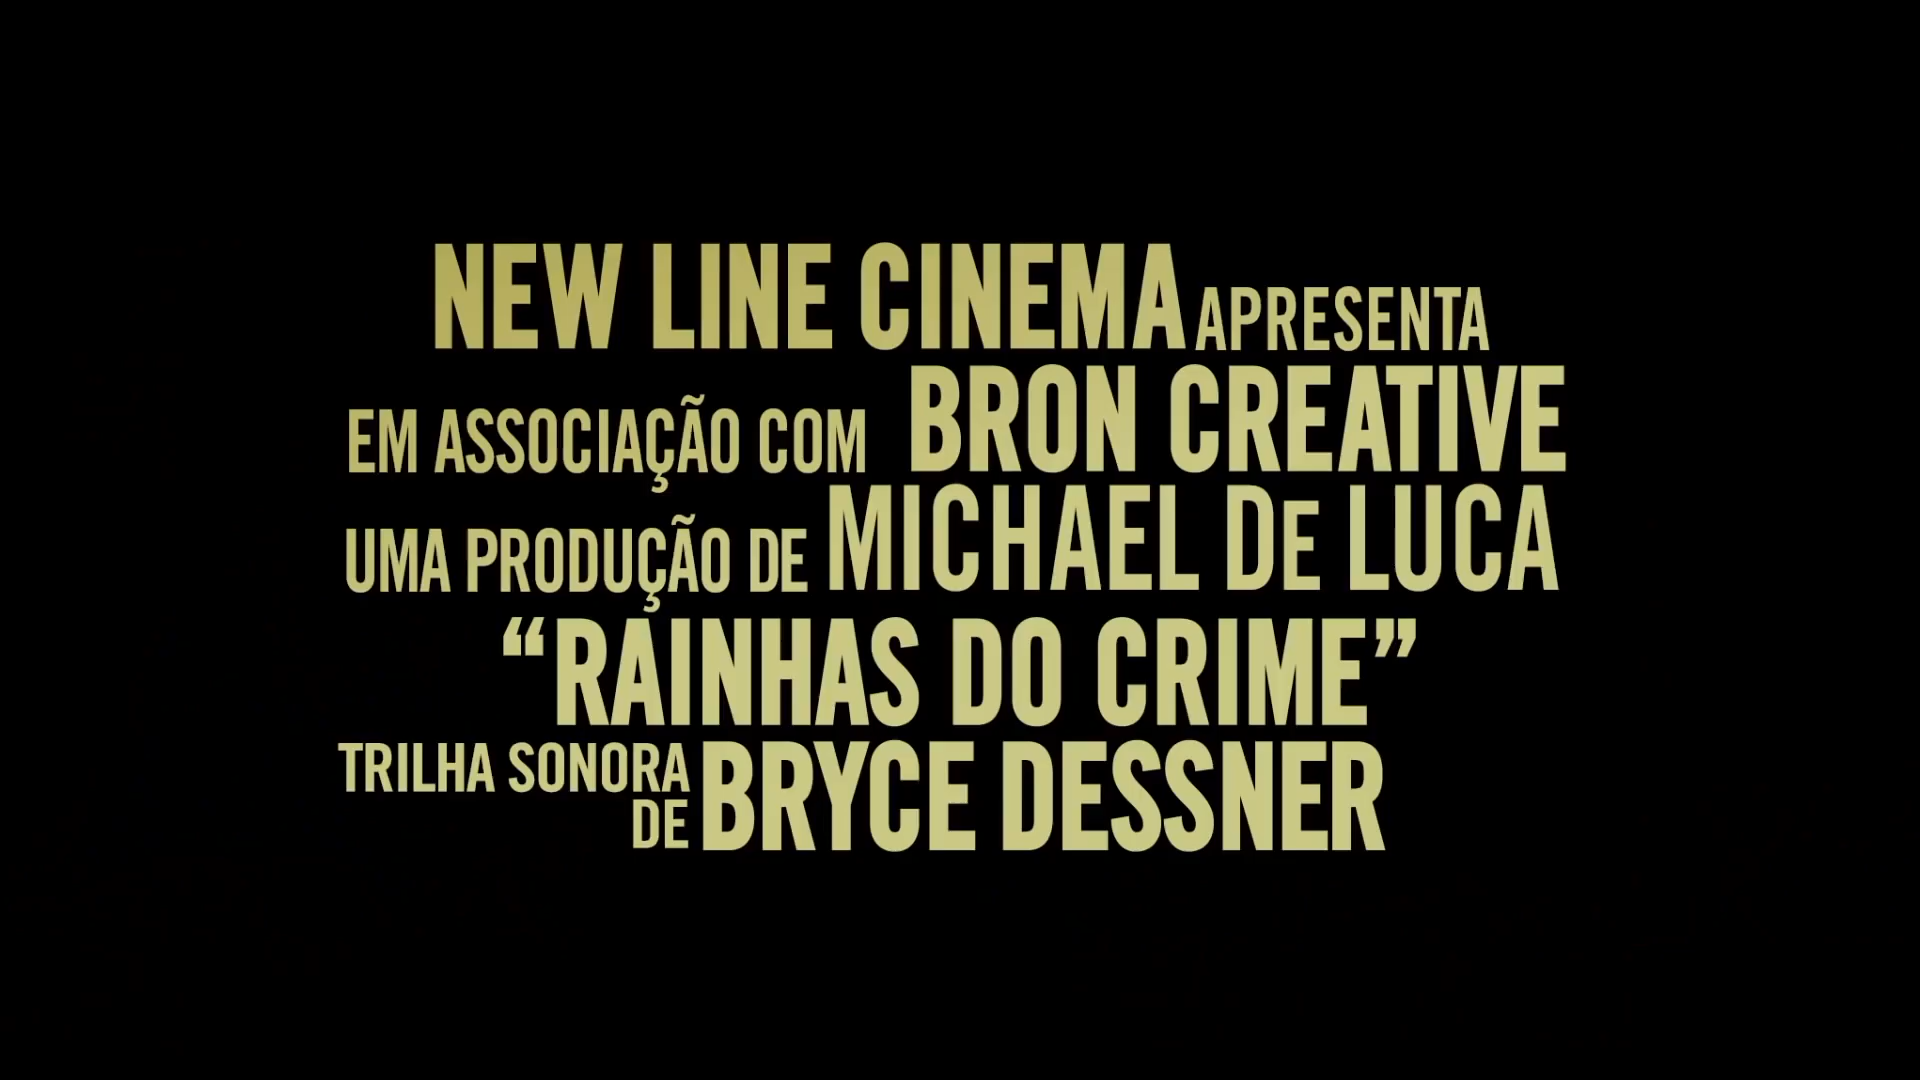 NEW LINE CINEMA APRESENTA
EM ASSOCIAÇÃO COM BRON CREATIVE
UMA PRODUÇÃO DE MICHAEL DE LUCA
“RAINHAS DO CRIME”
TRILHA SONORA DE BRYCE DESSNER